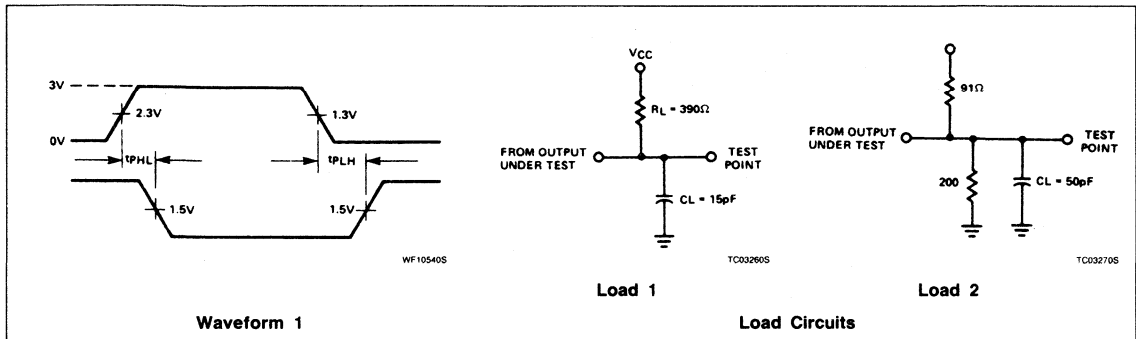 3V
2.3V
1.3V
0V
tPHL
tPLH
1.5V
1.5V
WF10540S
Waveform 1
VCC
RL = 390Ω
FROM OUTPUT
UNDER TEST
TEST
POINT
CL = 15pF
TC03260S
Load 1
91Ω
FROM OUTPUT
UNDER TEST
TEST
POINT
200
CL = 50pF
TC03270S
Load 2
Load Circuits